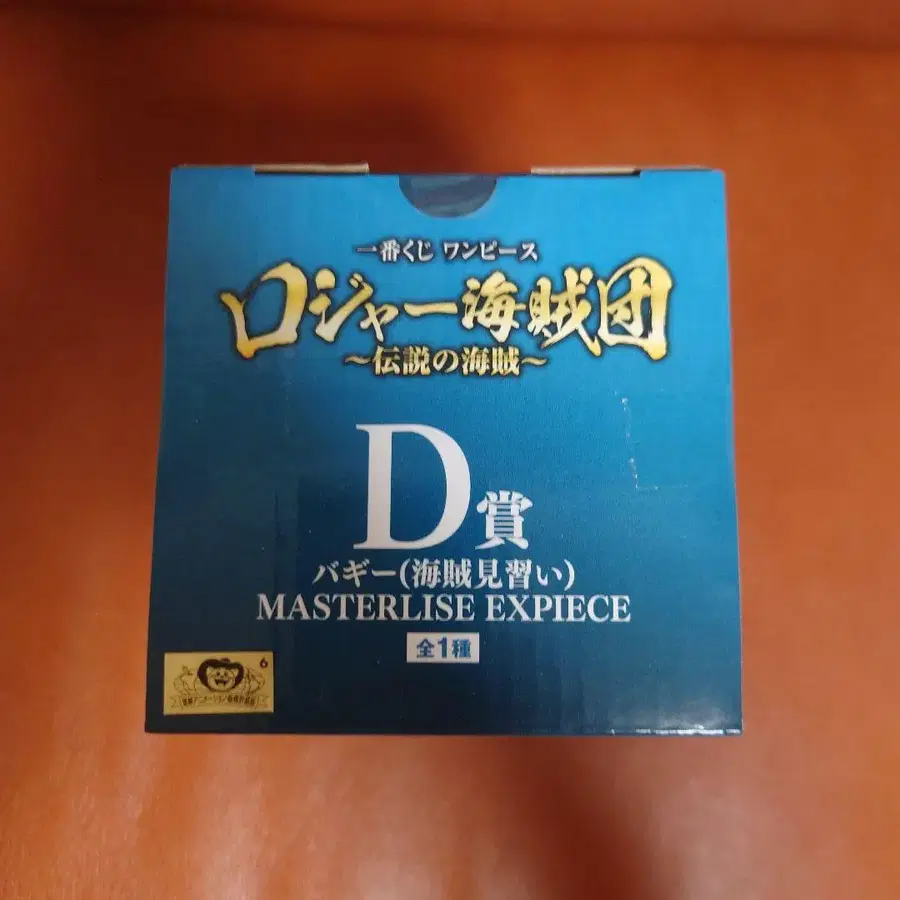 一番くじ ワンピース
ロジャー海賊団
～伝説の海賊～
D賞
バギー(海賊見習い)
MASTERLISE EXPIECE
全1種
6